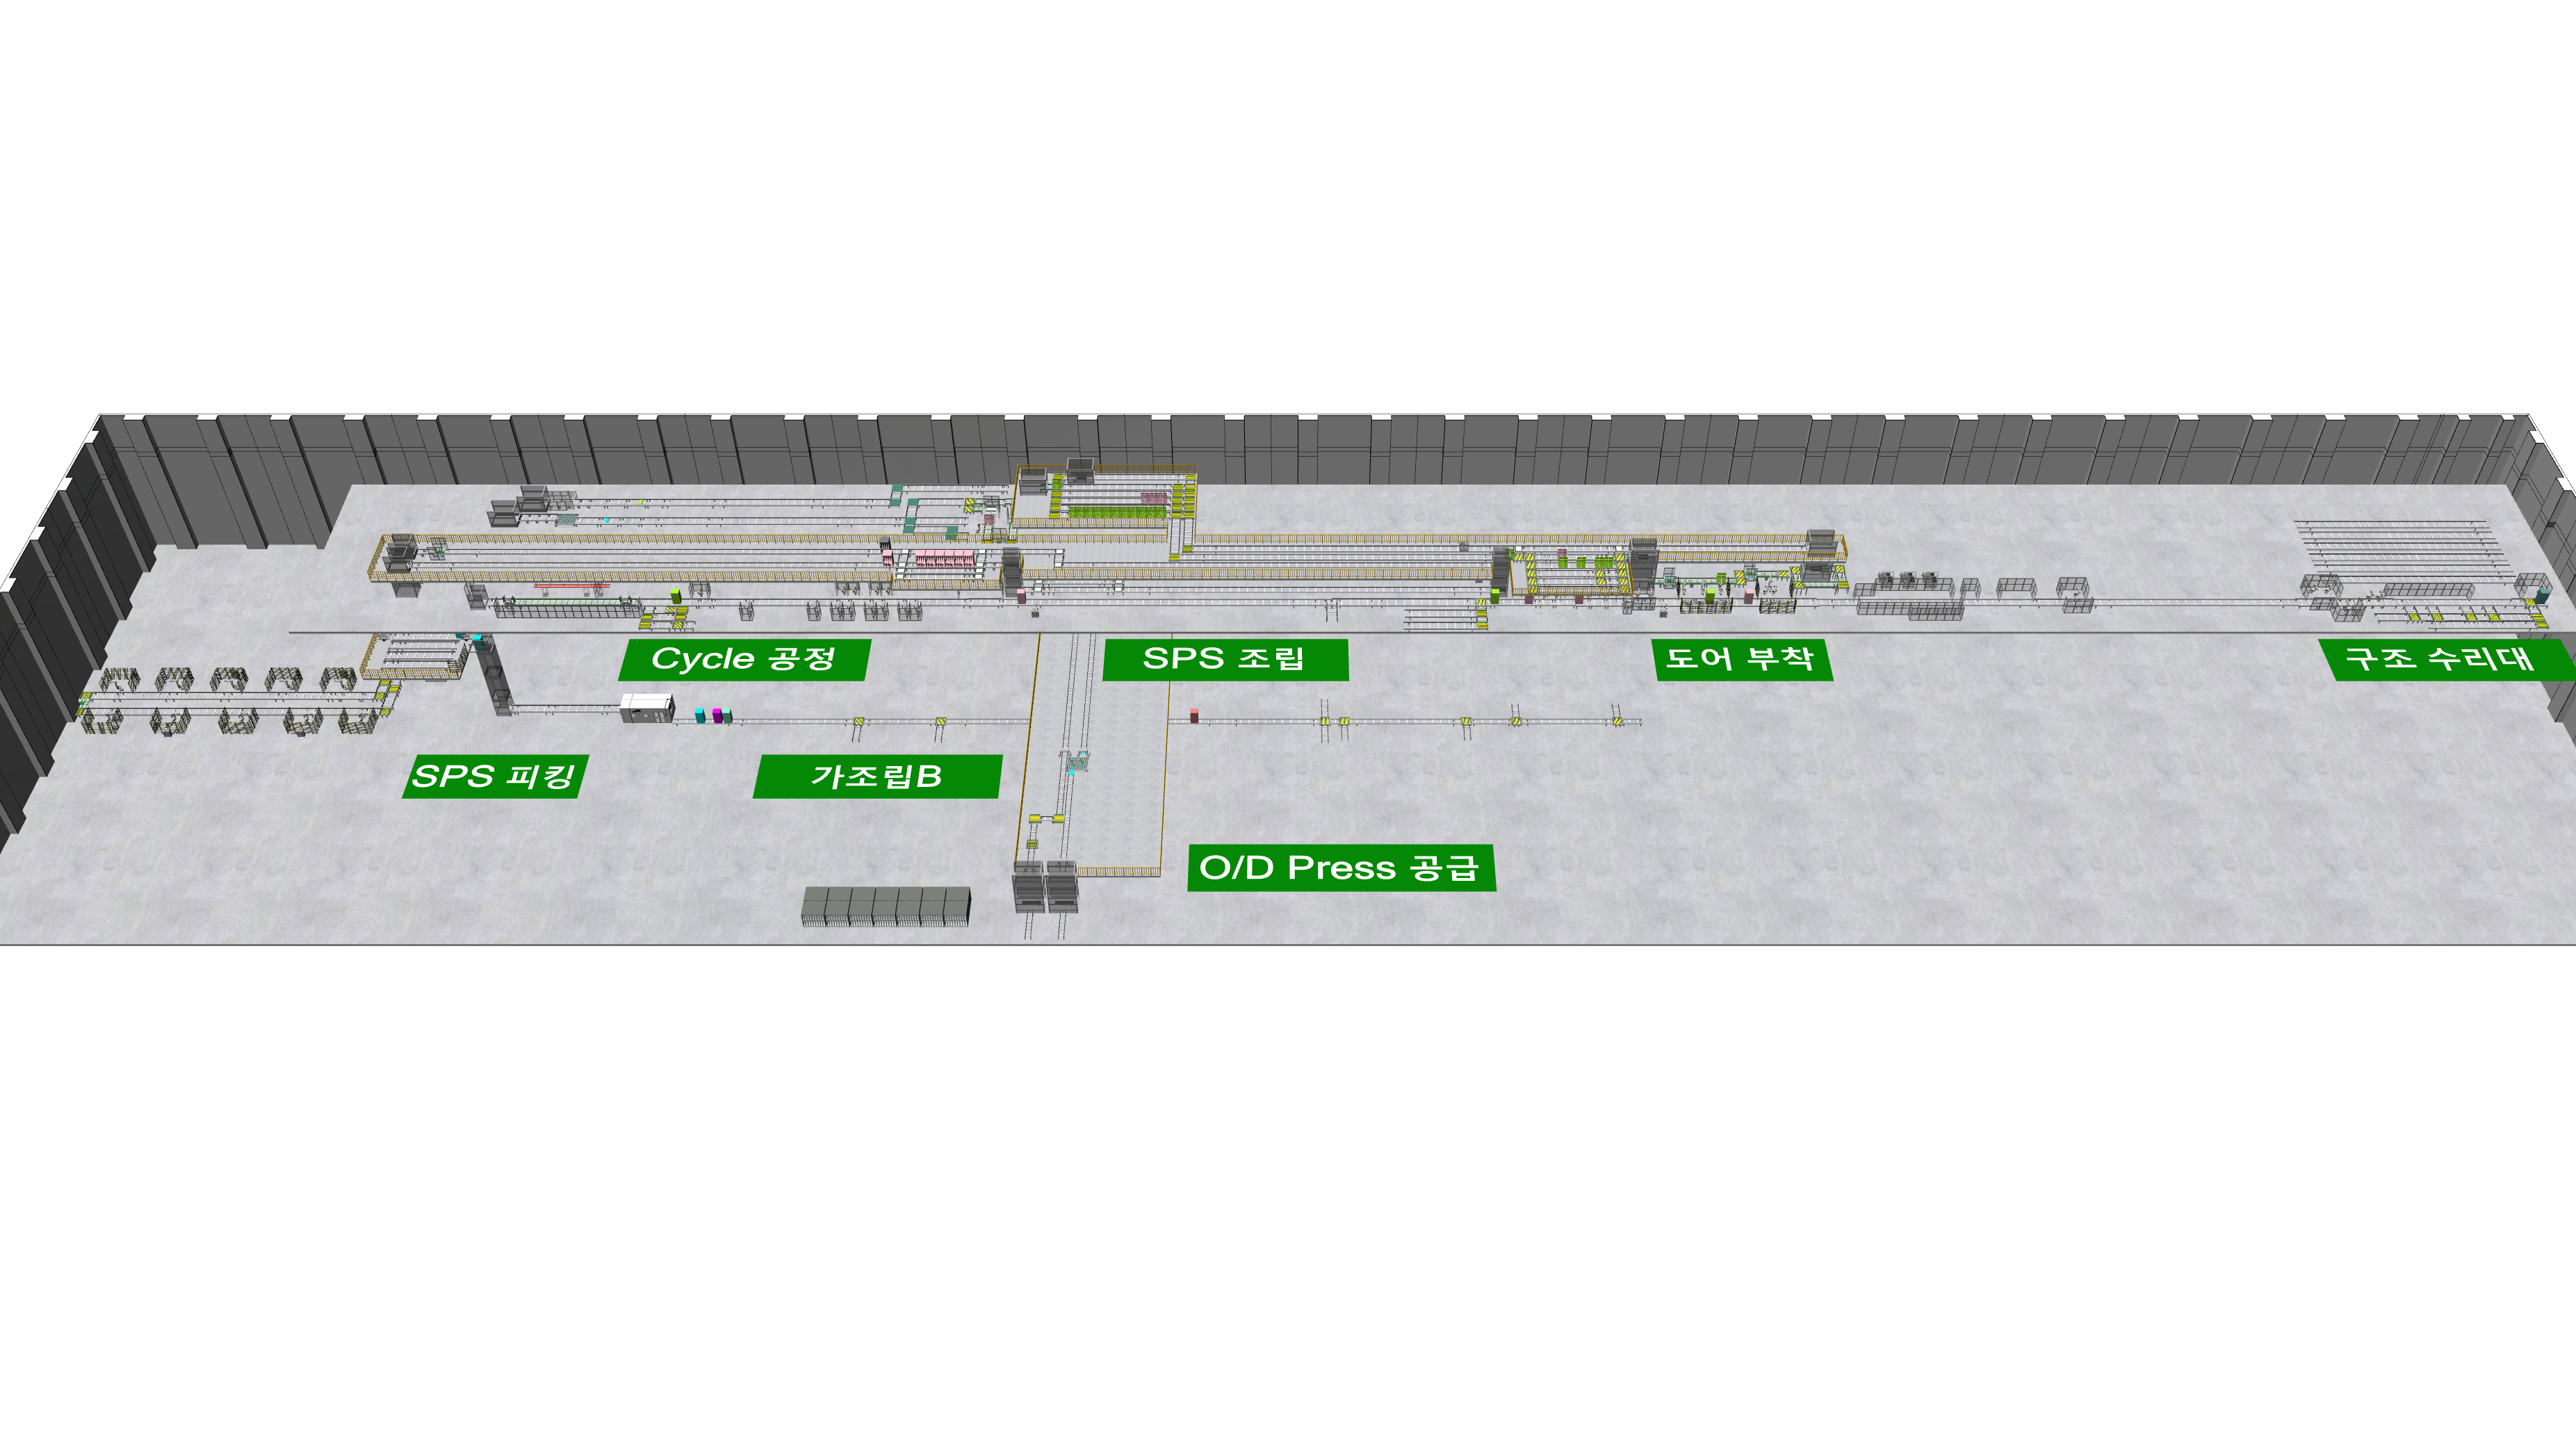 Cycle 공정
SPS 조립
도어 부착
구조 수리대
SPS 피킹
가조립B
O/D Press 공급